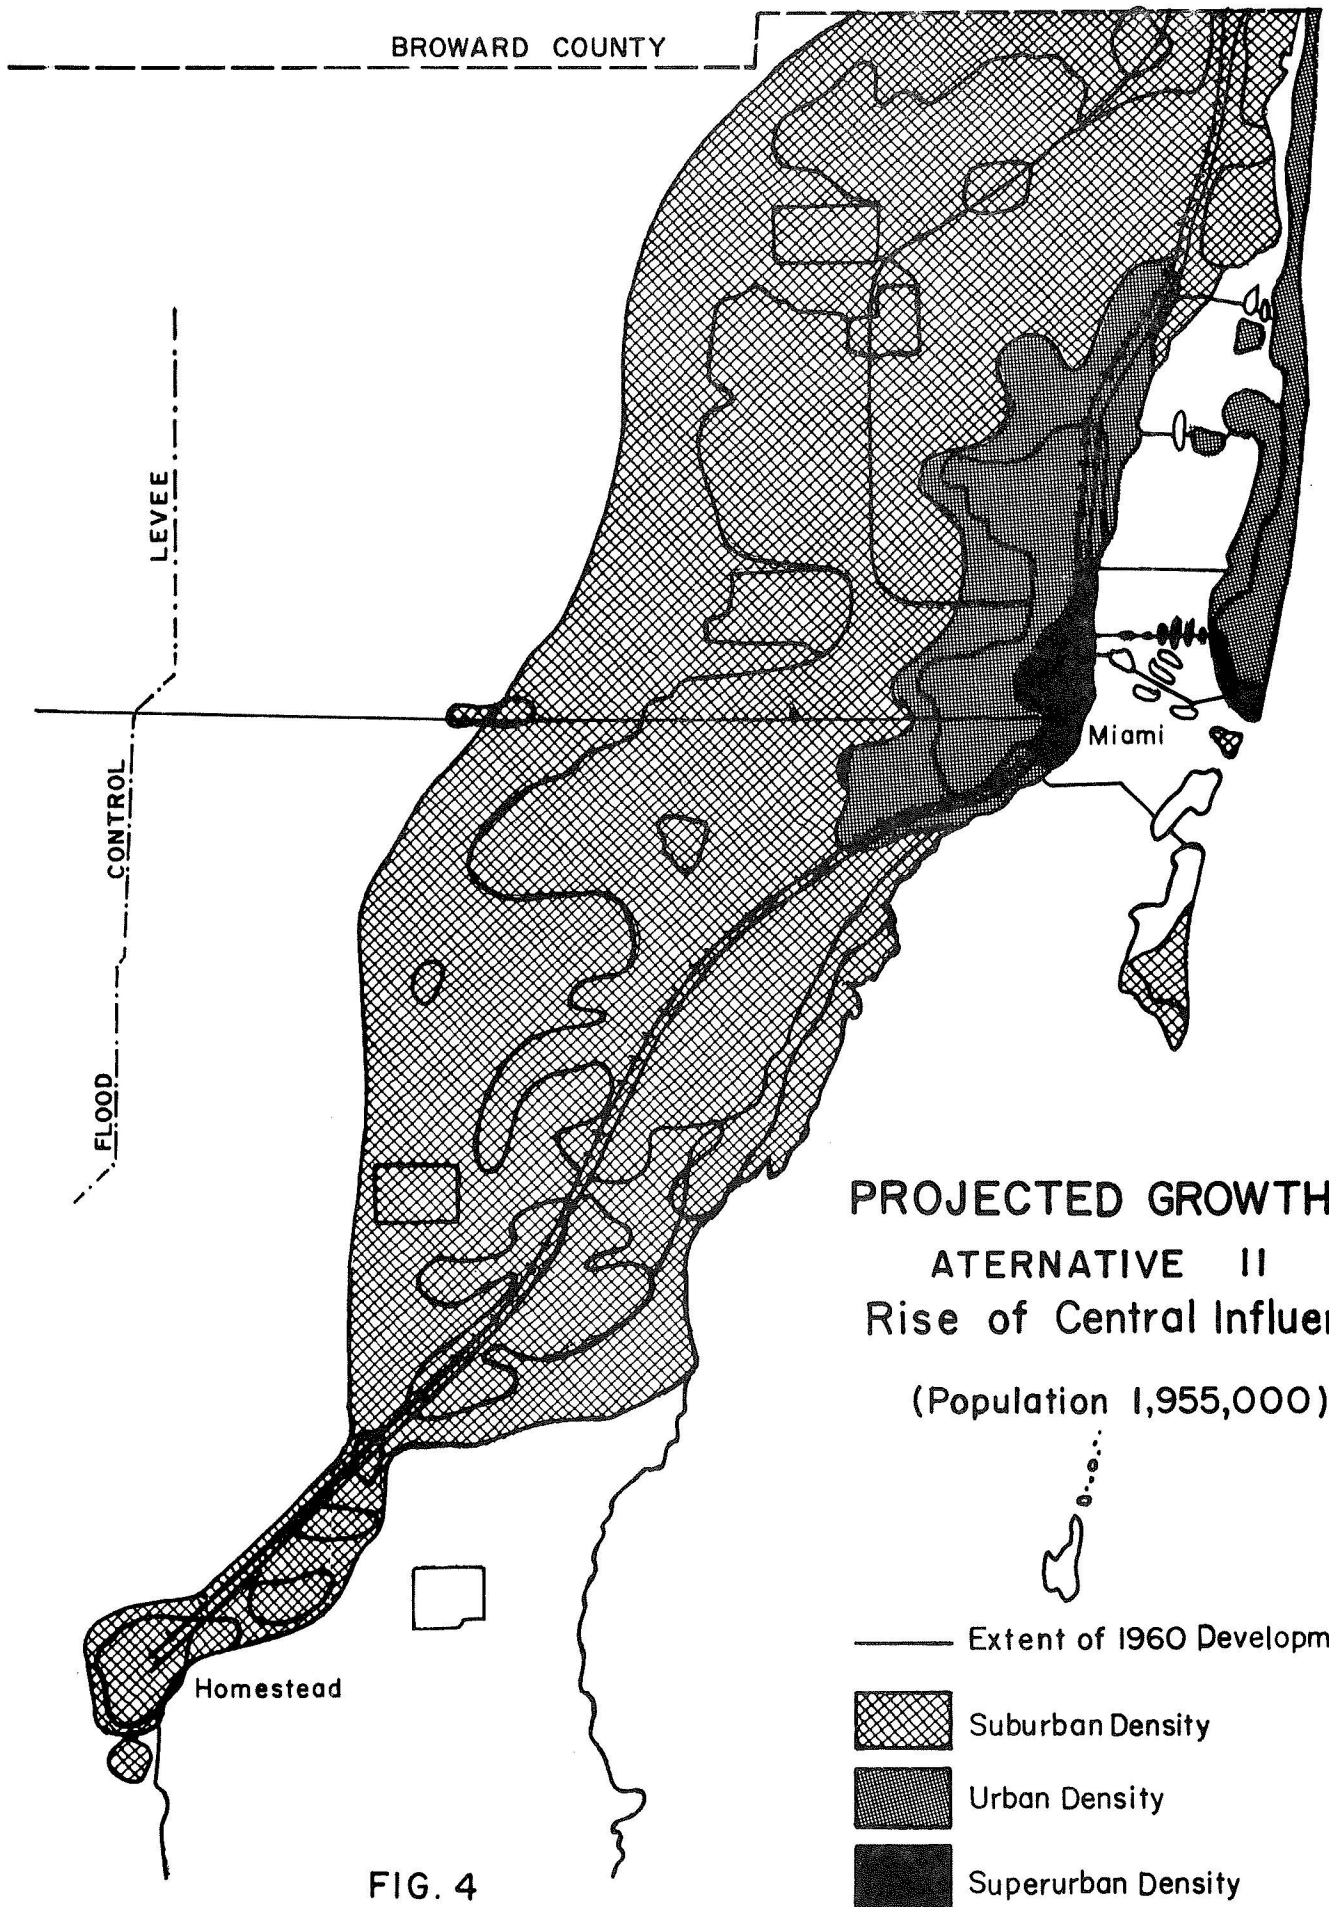 BROWARD COUNTY
LEVEE
CONTROL
FLOOD
Miami
PROJECTED GROWTH
ATERNATIVE II
Rise of Central Influen
(Population 1,955,000)
Extent of 1960 Developm
Homestead
Suburban Density
Urban Density
Superurban Density
FIG. 4